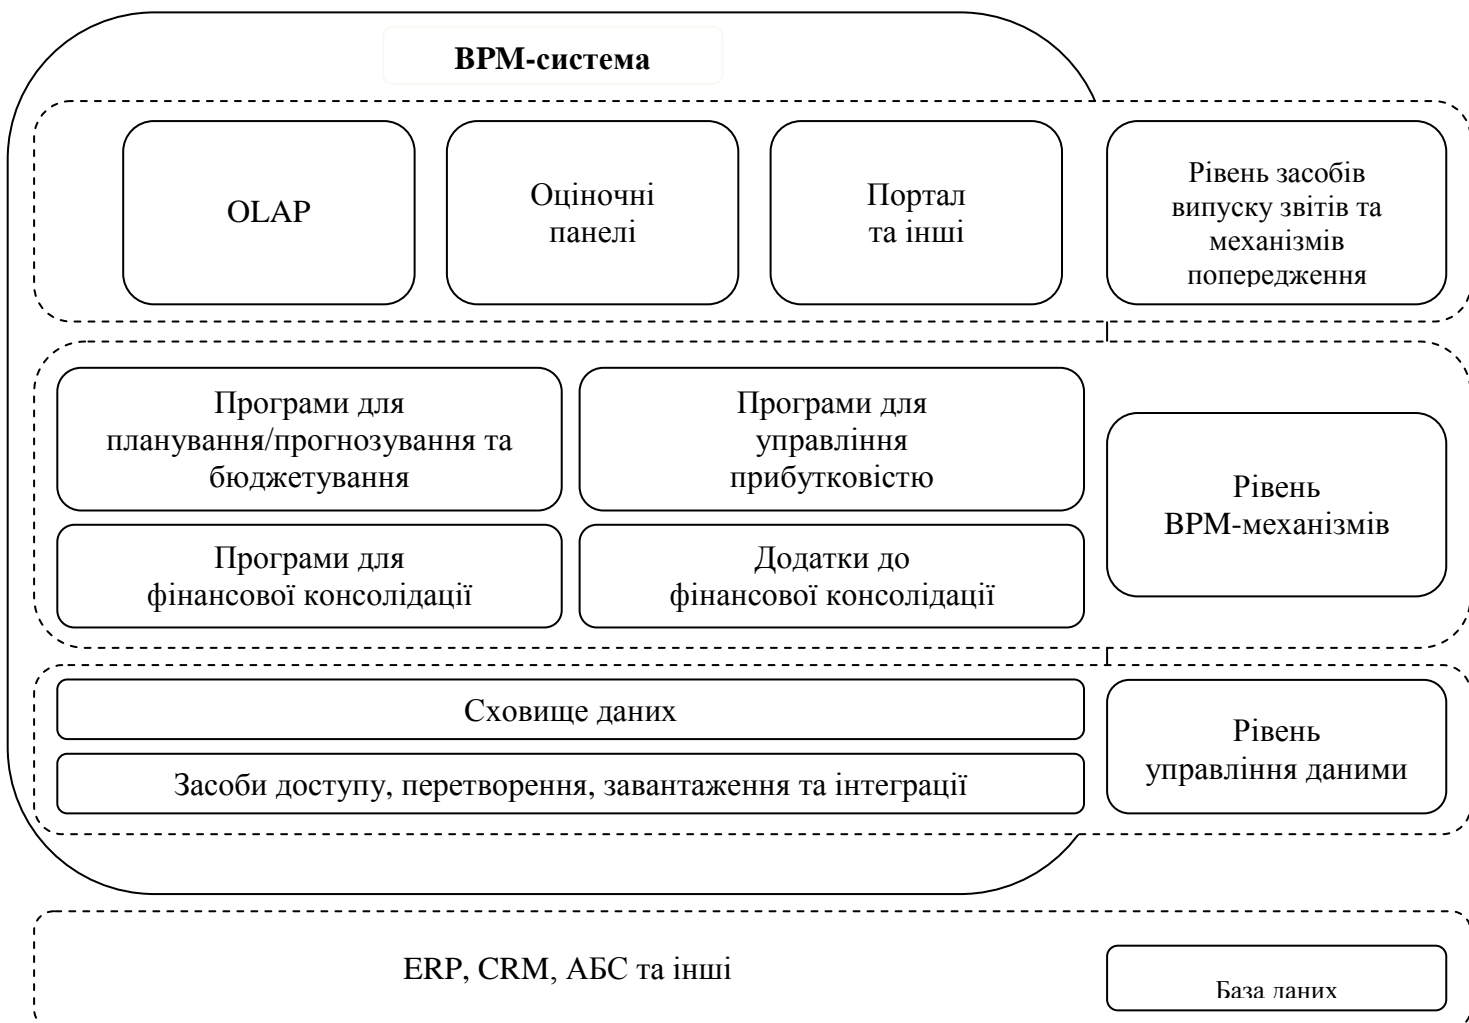 BPM-система
OLAP
Оціночні
панелі
Портал
та інші
Рівень засобів
випуску звітів та
механізмів
попередження
Програми для
планування/прогнозування та
бюджетування
Програми для
управління
прибутковістю
Програми для
фінансової консолідації
Додатки до
фінансової консолідації
Рівень
BPM-механізмів
Сховище даних
Засоби доступу, перетворення, завантаження та інтеграції
Рівень
управління даними
ERP, CRM, АБС та інші
База даних